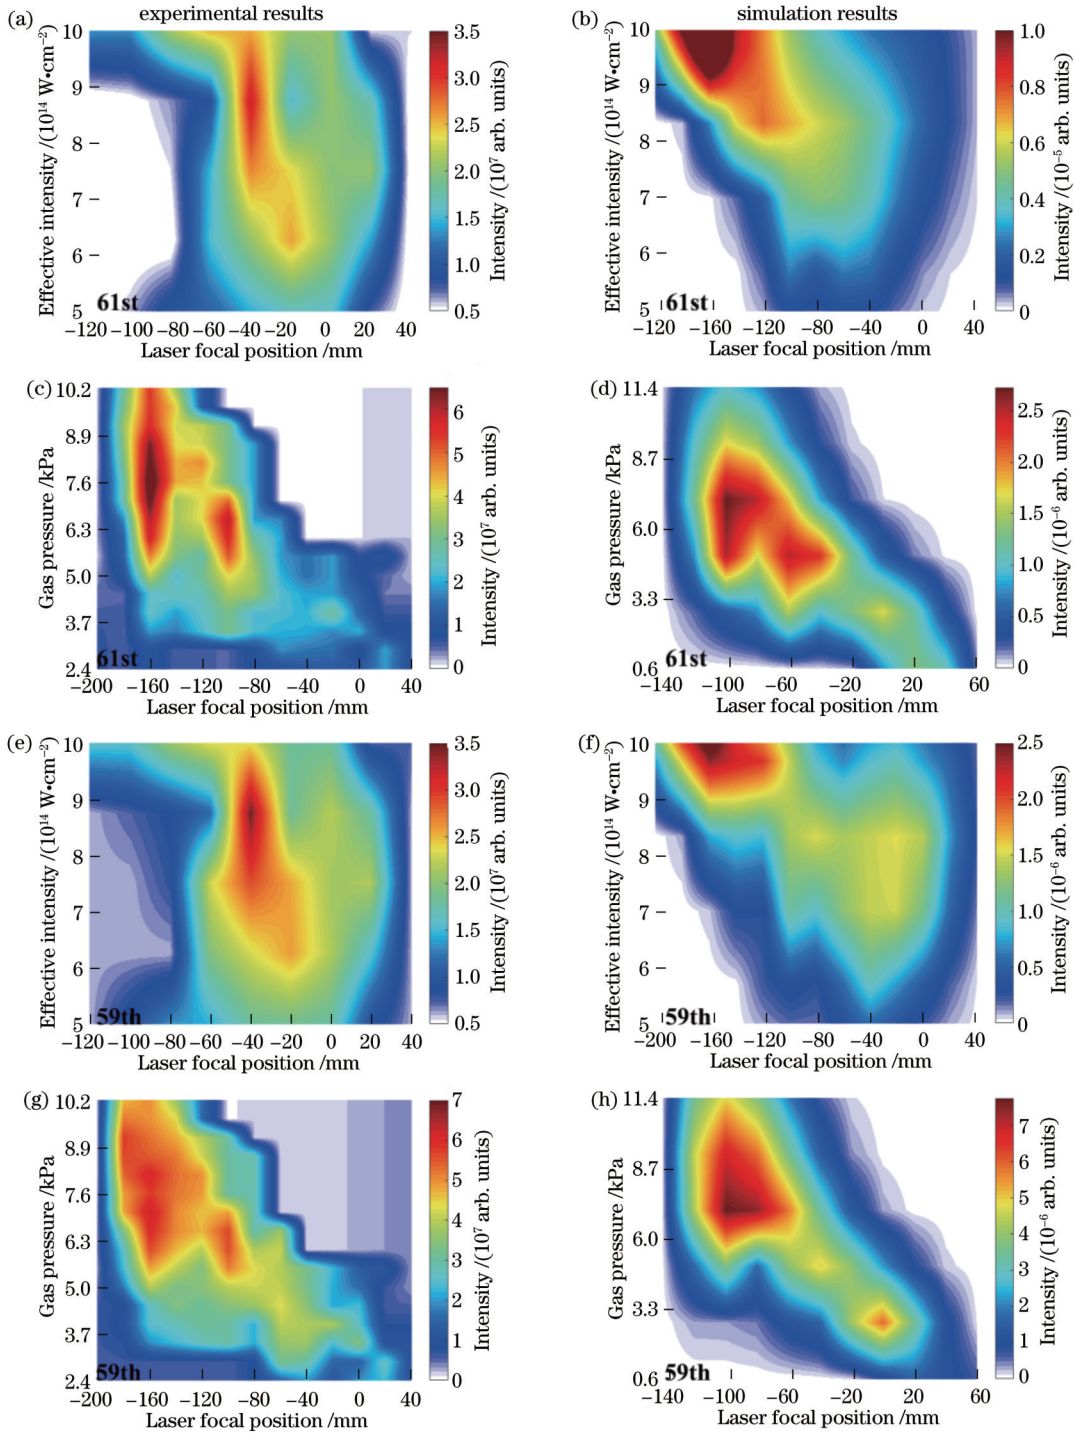 experimental results
simulation results
(a)
10
9
8
7
6
5
Effective intensity /(10¹⁴ W•cm⁻²)
61st
−120 −100 −80 −60 −40 −20 0 20 40
Laser focal position /mm
3.5
3.0
2.5
2.0
1.5
1.0
0.5
Intensity /(10⁷ arb. units)
(b)
10
9
8
7
6
5
Effective intensity /(10¹⁴ W•cm⁻²)
61st
−120 −160 −120 −80 −40 0 40
Laser focal position /mm
1.0
0.8
0.6
0.4
0.2
0
Intensity /(10⁻⁵ arb. units)
(c)
10.2
8.9
7.6
6.3
5.0
3.7
2.4
Gas pressure /kPa
61st
−200 −160 −120 −80 −40 0 40
Laser focal position /mm
6
5
4
3
2
1
0
Intensity /(10⁷ arb. units)
(d)
11.4
8.7
6.0
3.3
0.6
Gas pressure /kPa
61st
−140 −100 −60 −20 20 60
Laser focal position /mm
2.5
2.0
1.5
1.0
0.5
0
Intensity /(10⁻⁶ arb. units)
(e)
10
9
8
7
6
5
Effective intensity /(10¹⁴ W•cm⁻²)
59th
−120 −100 −80 −60 −40 −20 0 20 40
Laser focal position /mm
3.5
3.0
2.5
2.0
1.5
1.0
0.5
Intensity /(10⁷ arb. units)
(f)
10
9
8
7
6
5
Effective intensity /(10¹⁴ W•cm⁻²)
59th
−200 −160 −120 −80 −40 0 40
Laser focal position /mm
2.5
2.0
1.5
1.0
0.5
0
Intensity /(10⁻⁶ arb. units)
(g)
10.2
8.9
7.6
6.3
5.0
3.7
2.4
Gas pressure /kPa
59th
−200 −160 −120 −80 −40 0 40
Laser focal position /mm
7
6
5
4
3
2
1
0
Intensity /(10⁷ arb. units)
(h)
11.4
8.7
6.0
3.3
0.6
Gas pressure /kPa
59th
−140 −100 −60 −20 20 60
Laser focal position /mm
7
6
5
4
3
2
1
0
Intensity /(10⁻⁶ arb. units)